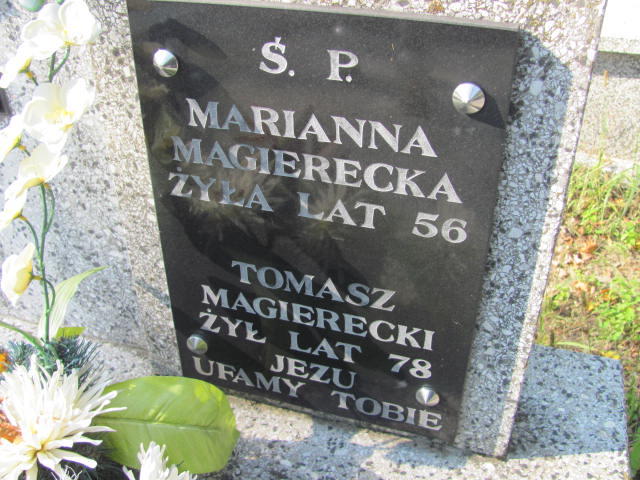 Ś. P.
MARIANNA
MAGIERECKA
ŻYŁA LAT 56
TOMASZ
MAGIERECKI
ŻYŁ LAT 78
JEZU
UFAMY TOBIE